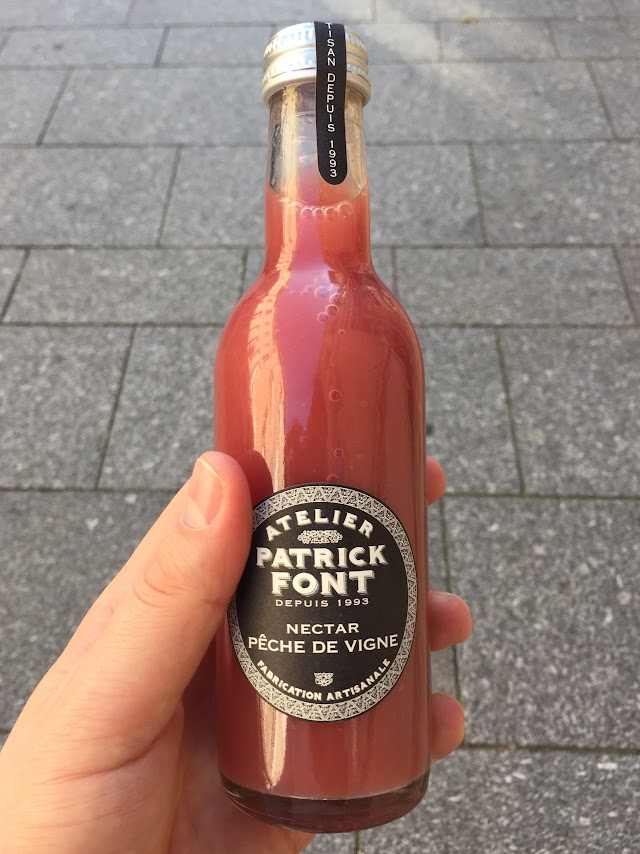 TISAN DEPUIS 1993
ATELIER
PATRICK
FONT
DEPUIS 1993
NECTAR
PÊCHE DE VIGNE
FABRICATION ARTISANALE